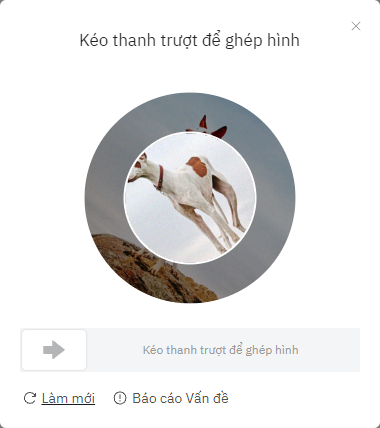 Kéo thanh trượt để ghép hình
Kéo thanh trượt để ghép hình
Làm mới
Báo cáo Vấn đề